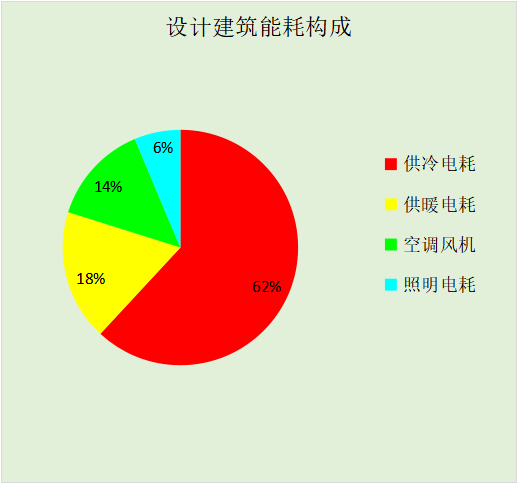 设计建筑能耗构成
6%
14%
18%
62%
供冷电耗
供暖电耗
空调风机
照明电耗